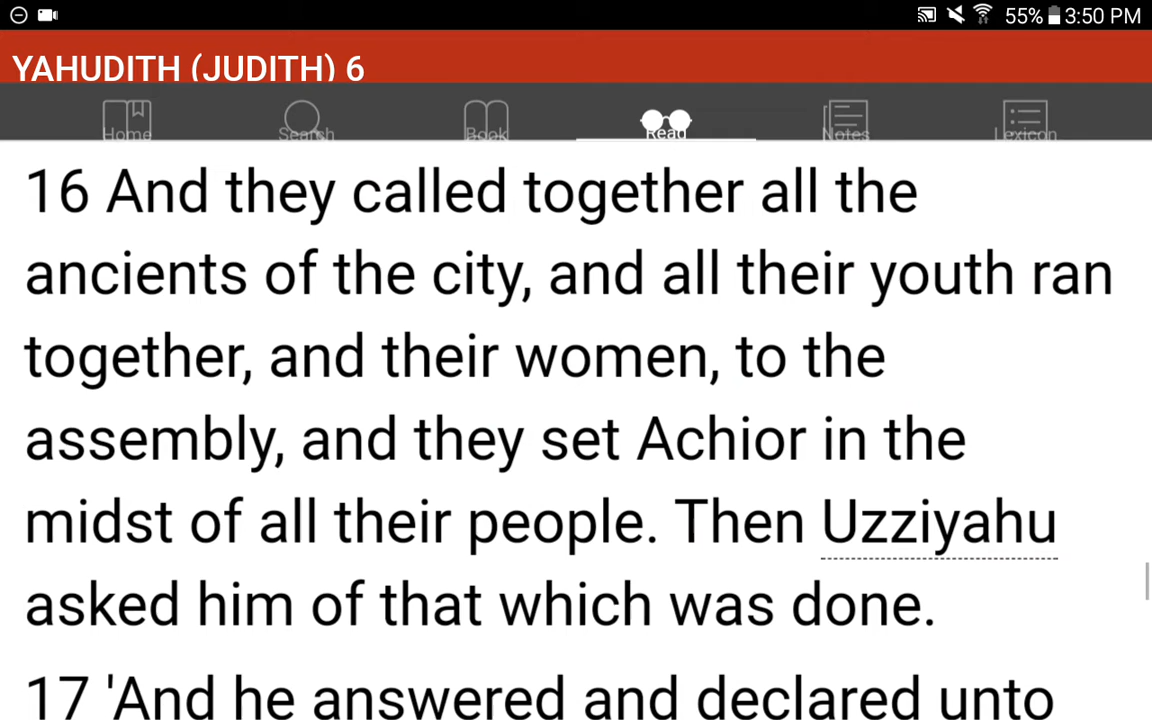 55% 3:50 PM
YAHUDITH (JUDITH) 6
Home Search Book Read Notes Lexicon
16 And they called together all the
ancients of the city, and all their youth ran
together, and their women, to the
assembly, and they set Achior in the
midst of all their people. Then Uzziyahu
asked him of that which was done.
17 'And he answered and declared unto